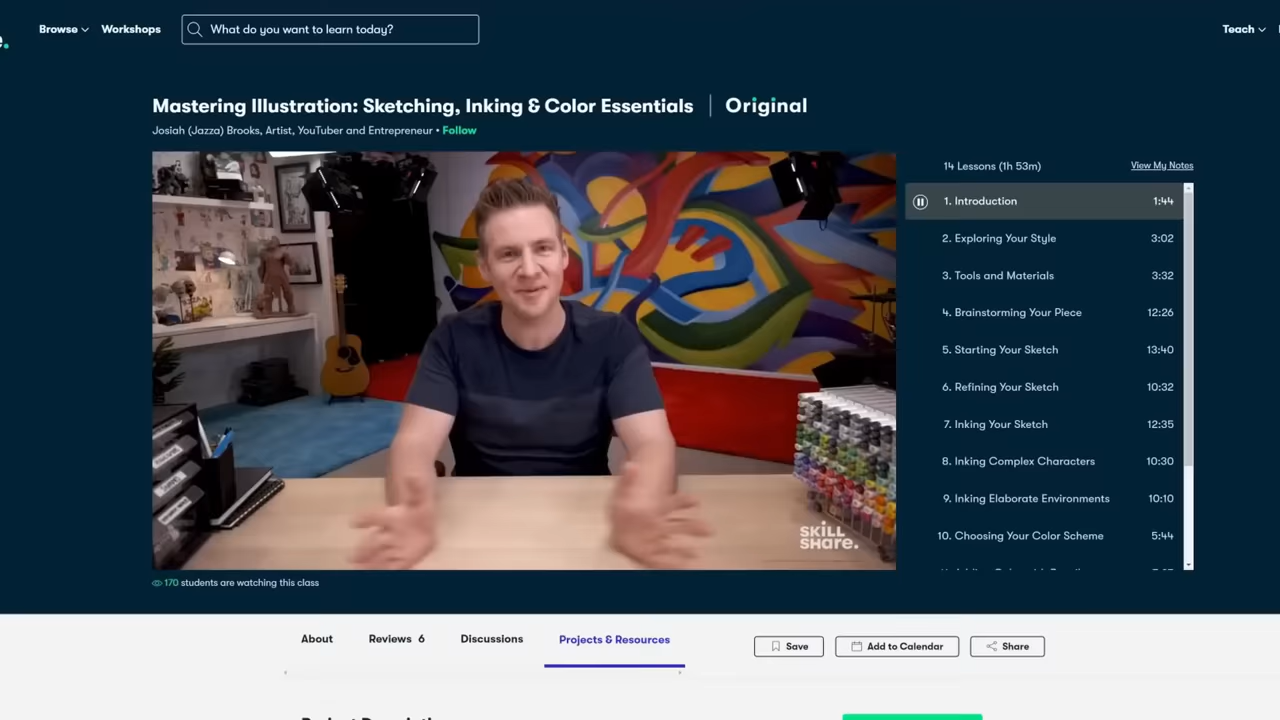 e.
Browse
Workshops
What do you want to learn today?
Teach
Mastering Illustration: Sketching, Inking & Color Essentials
Original
Josiah (Jazza) Brooks, Artist, YouTuber and Entrepreneur • Follow
14 Lessons (1h 53m)
View My Notes
1. Introduction 1:44
2. Exploring Your Style 3:02
3. Tools and Materials 3:32
4. Brainstorming Your Piece 12:26
5. Starting Your Sketch 13:40
6. Refining Your Sketch 10:32
7. Inking Your Sketch 12:35
8. Inking Complex Characters 10:30
9. Inking Elaborate Environments 10:10
10. Choosing Your Color Scheme 5:44
SKILL
SHARE.
170 students are watching this class
About
Reviews 6
Discussions
Projects & Resources
Save
Add to Calendar
Share